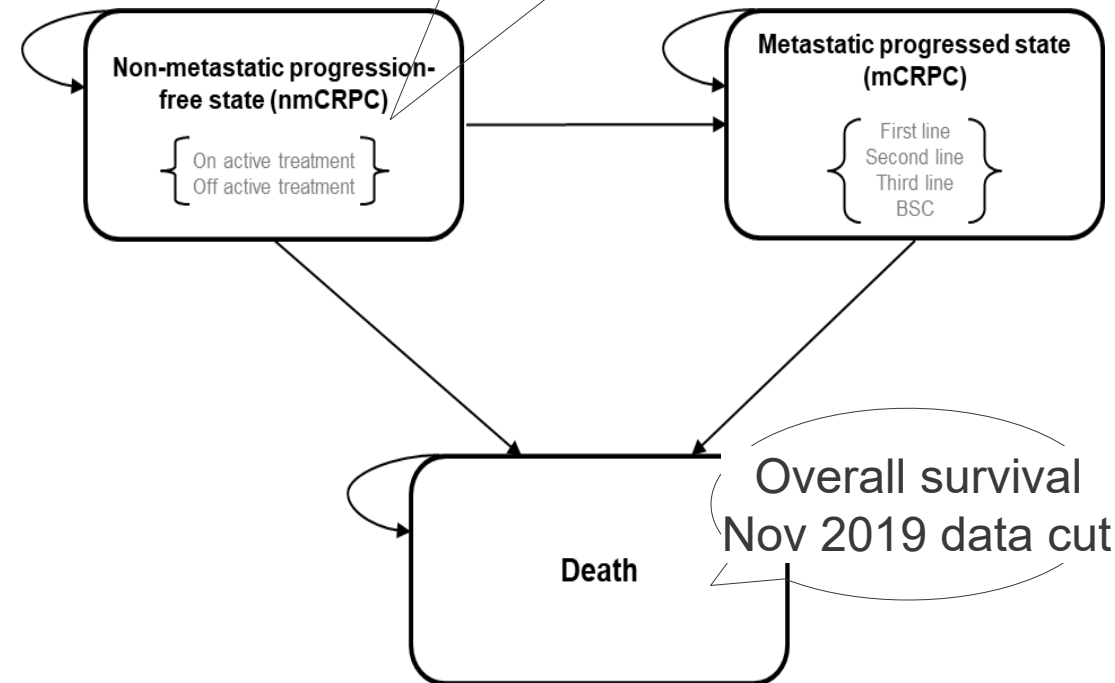 Non-metastatic progression-
free state (nmCRPC)
On active treatment
Off active treatment
Metastatic progressed state
(mCRPC)
First line
Second line
Third line
BSC
Overall survival
Nov 2019 data cut
Death